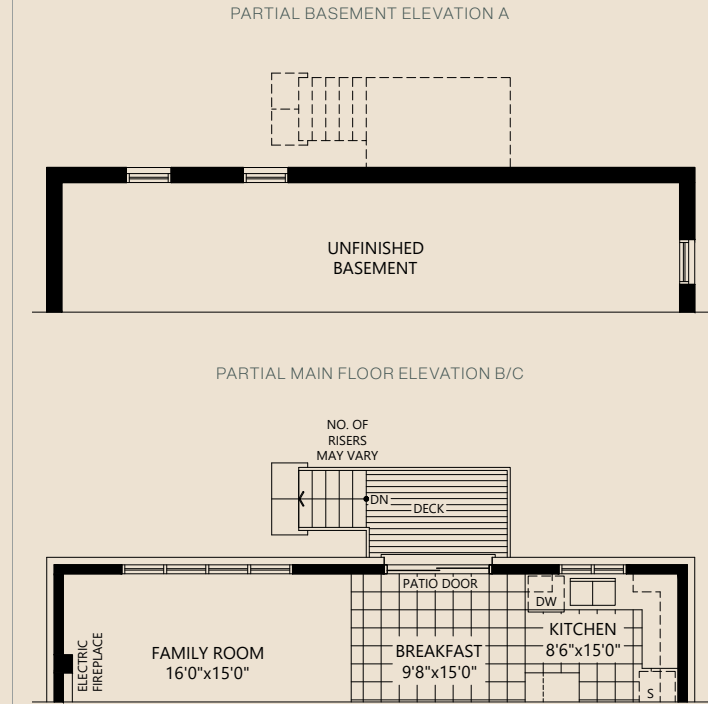 PARTIAL BASEMENT ELEVATION A
UNFINISHED
BASEMENT
PARTIAL MAIN FLOOR ELEVATION B/C
NO. OF
RISERS
MAY VARY
DN
DECK
PATIO DOOR
DW
ELECTRIC
FIREPLACE
FAMILY ROOM
16'0"x15'0"
BREAKFAST
9'8"x15'0"
KITCHEN
8'6"x15'0"
S